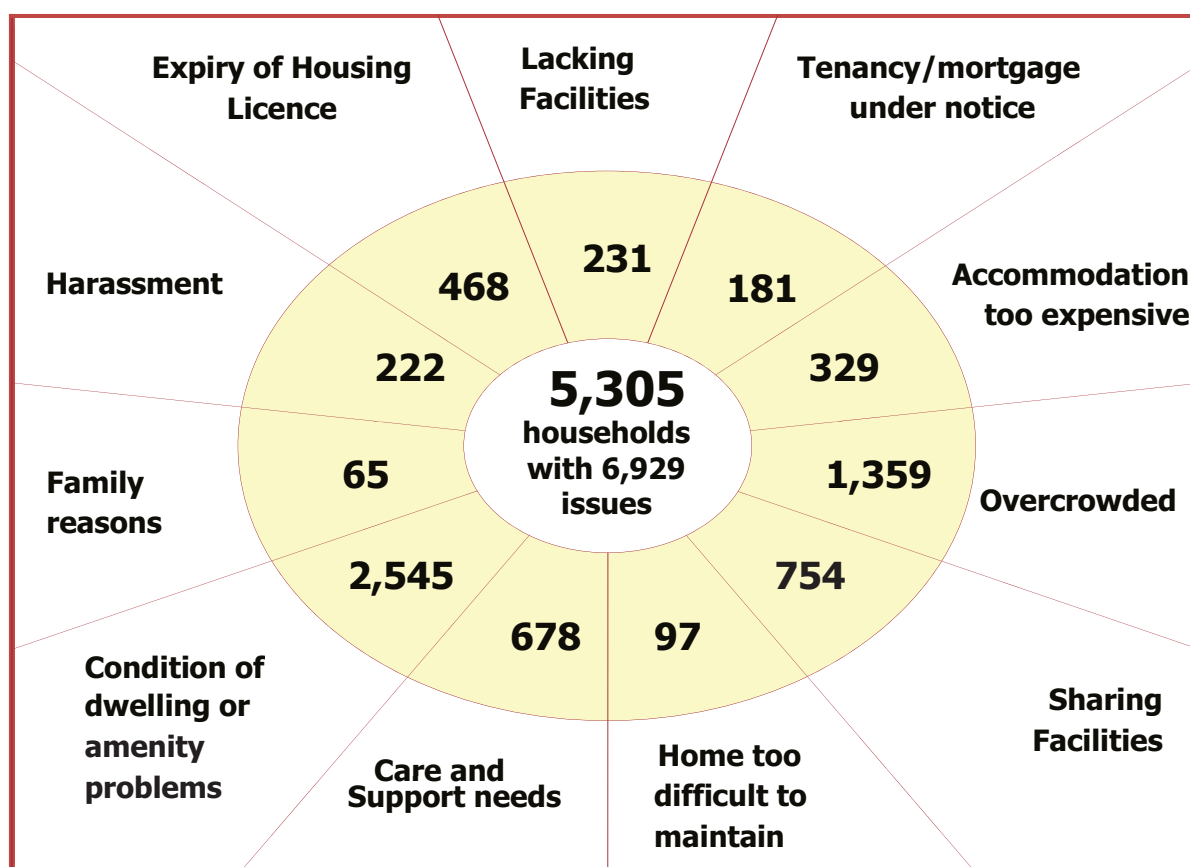 Expiry of Housing
Licence
Lacking
Facilities
Tenancy/mortgage
under notice
Harassment
468
231
181
Accommodation
too expensive
222
329
5,305
households
with 6,929
issues
Family
reasons
65
1,359
Overcrowded
2,545
754
678
97
Condition of
dwelling or
amenity
problems
Care and
Support needs
Home too
difficult to
maintain
Sharing
Facilities